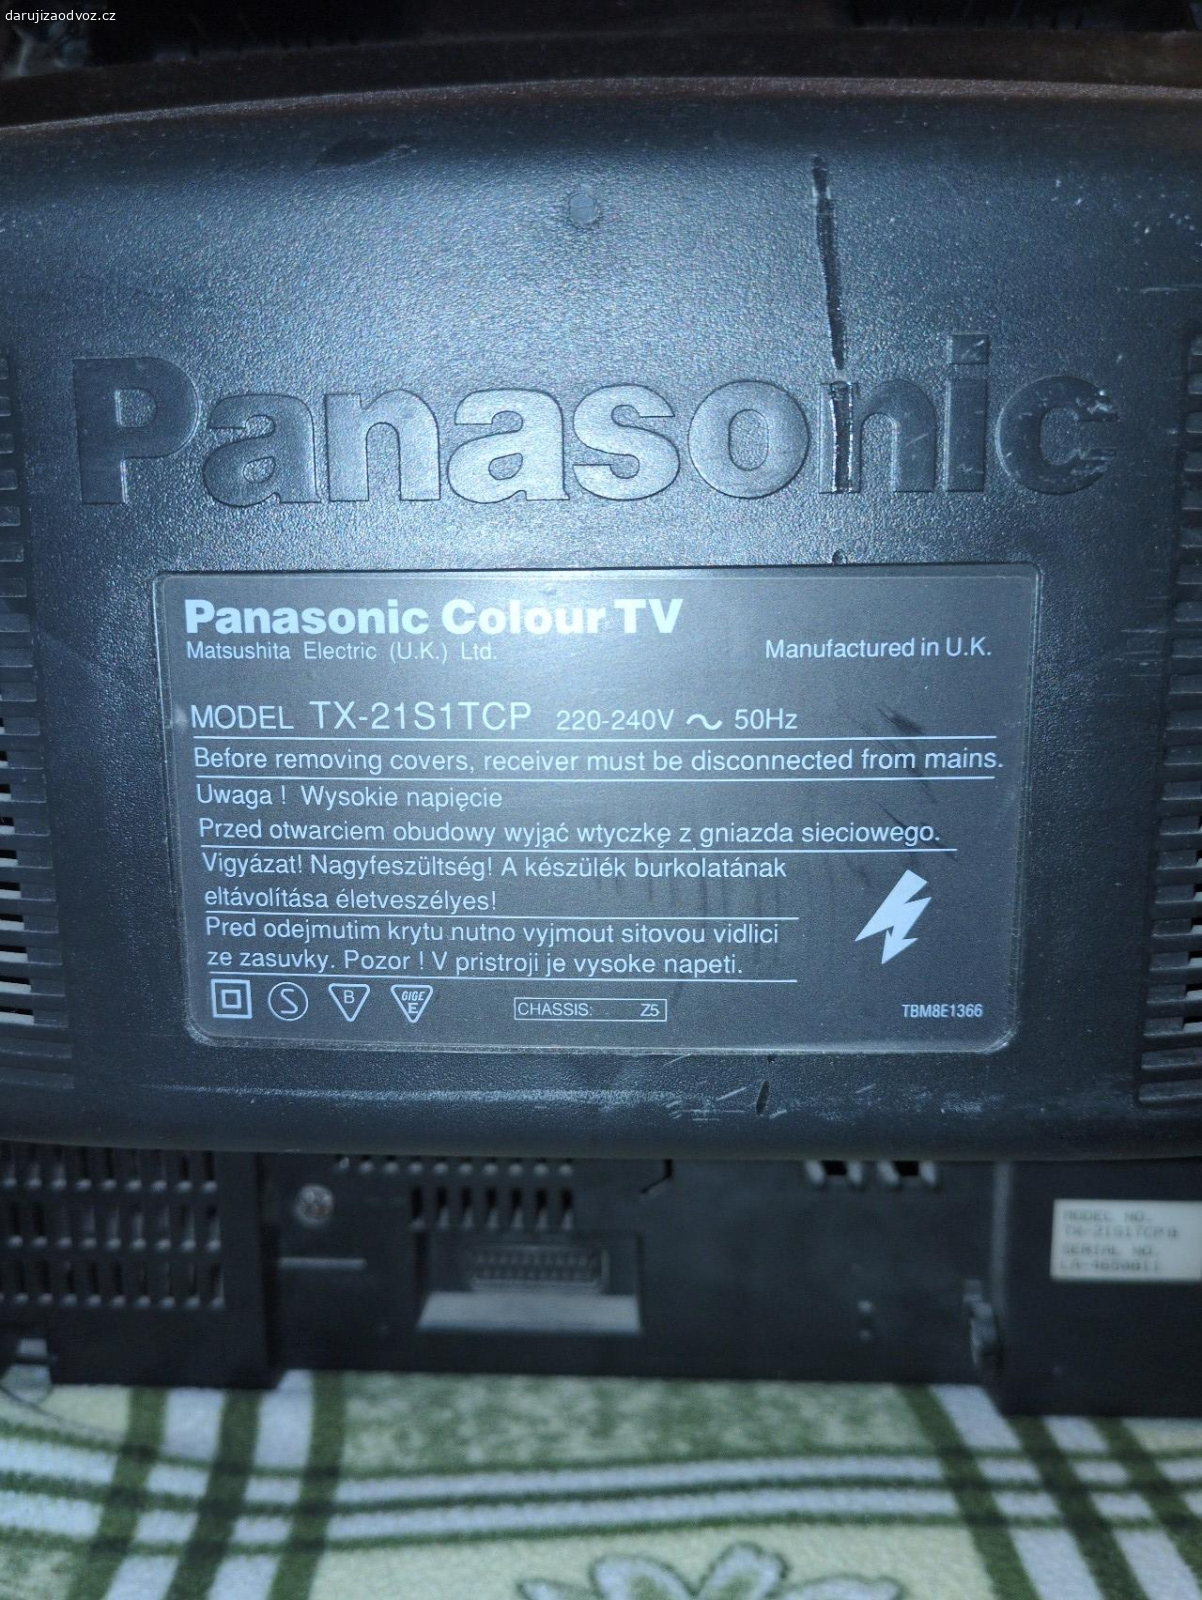 darujizaodvoz.cz
Panasonic
Panasonic Colour TV
Matsushita Electric (U.K.) Ltd.
Manufactured in U.K.
MODEL TX-21S1TCP 220-240V ~ 50Hz
Before removing covers, receiver must be disconnected from mains.
Uwaga ! Wysokie napięcie
Przed otwarciem obudowy wyjąć wtyczkę z gniazda sieciowego.
Vigyázat! Nagyfeszültség! A készülék burkolatának
eltávolítása életveszélyes!
Pred odejmutim krytu nutno vyjmout sitovou vidlici
ze zasuvky. Pozor ! V pristroji je vysoke napeti.
S B GIGE E
CHASSIS: Z5
TBM8E1366
MODEL NO.
SERIAL NO.